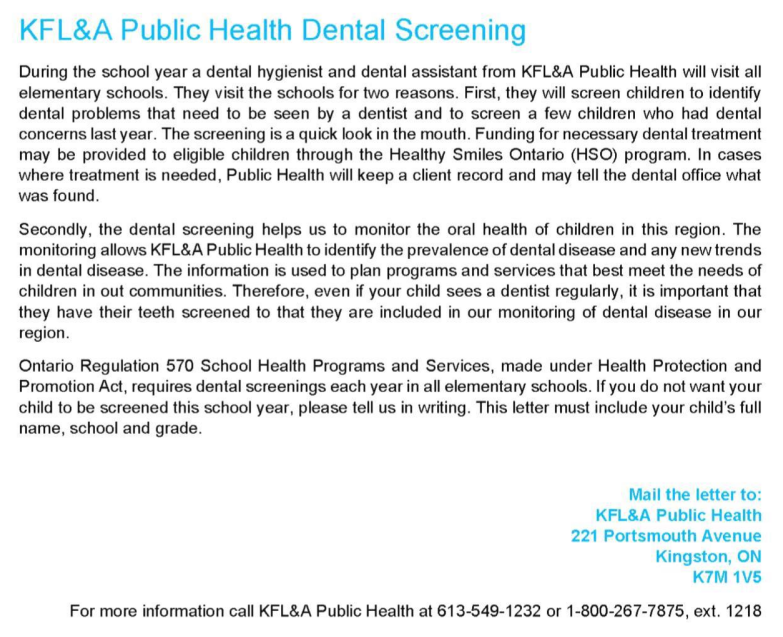 KFL&A Public Health Dental Screening
During the school year a dental hygienist and dental assistant from KFL&A Public Health will visit all
elementary schools. They visit the schools for two reasons. First, they will screen children to identify
dental problems that need to be seen by a dentist and to screen a few children who had dental
concerns last year. The screening is a quick look in the mouth. Funding for necessary dental treatment
may be provided to eligible children through the Healthy Smiles Ontario (HSO) program. In cases
where treatment is needed, Public Health will keep a client record and may tell the dental office what
was found.
Secondly, the dental screening helps us to monitor the oral health of children in this region. The
monitoring allows KFL&A Public Health to identify the prevalence of dental disease and any new trends
in dental disease. The information is used to plan programs and services that best meet the needs of
children in out communities. Therefore, even if your child sees a dentist regularly, it is important that
they have their teeth screened to that they are included in our monitoring of dental disease in our
region.
Ontario Regulation 570 School Health Programs and Services, made under Health Protection and
Promotion Act, requires dental screenings each year in all elementary schools. If you do not want your
child to be screened this school year, please tell us in writing. This letter must include your child's full
name, school and grade.
Mail the letter to:
KFL&A Public Health
221 Portsmouth Avenue
Kingston, ON
K7M 1V5
For more information call KFL&A Public Health at 613-549-1232 or 1-800-267-7875, ext. 1218